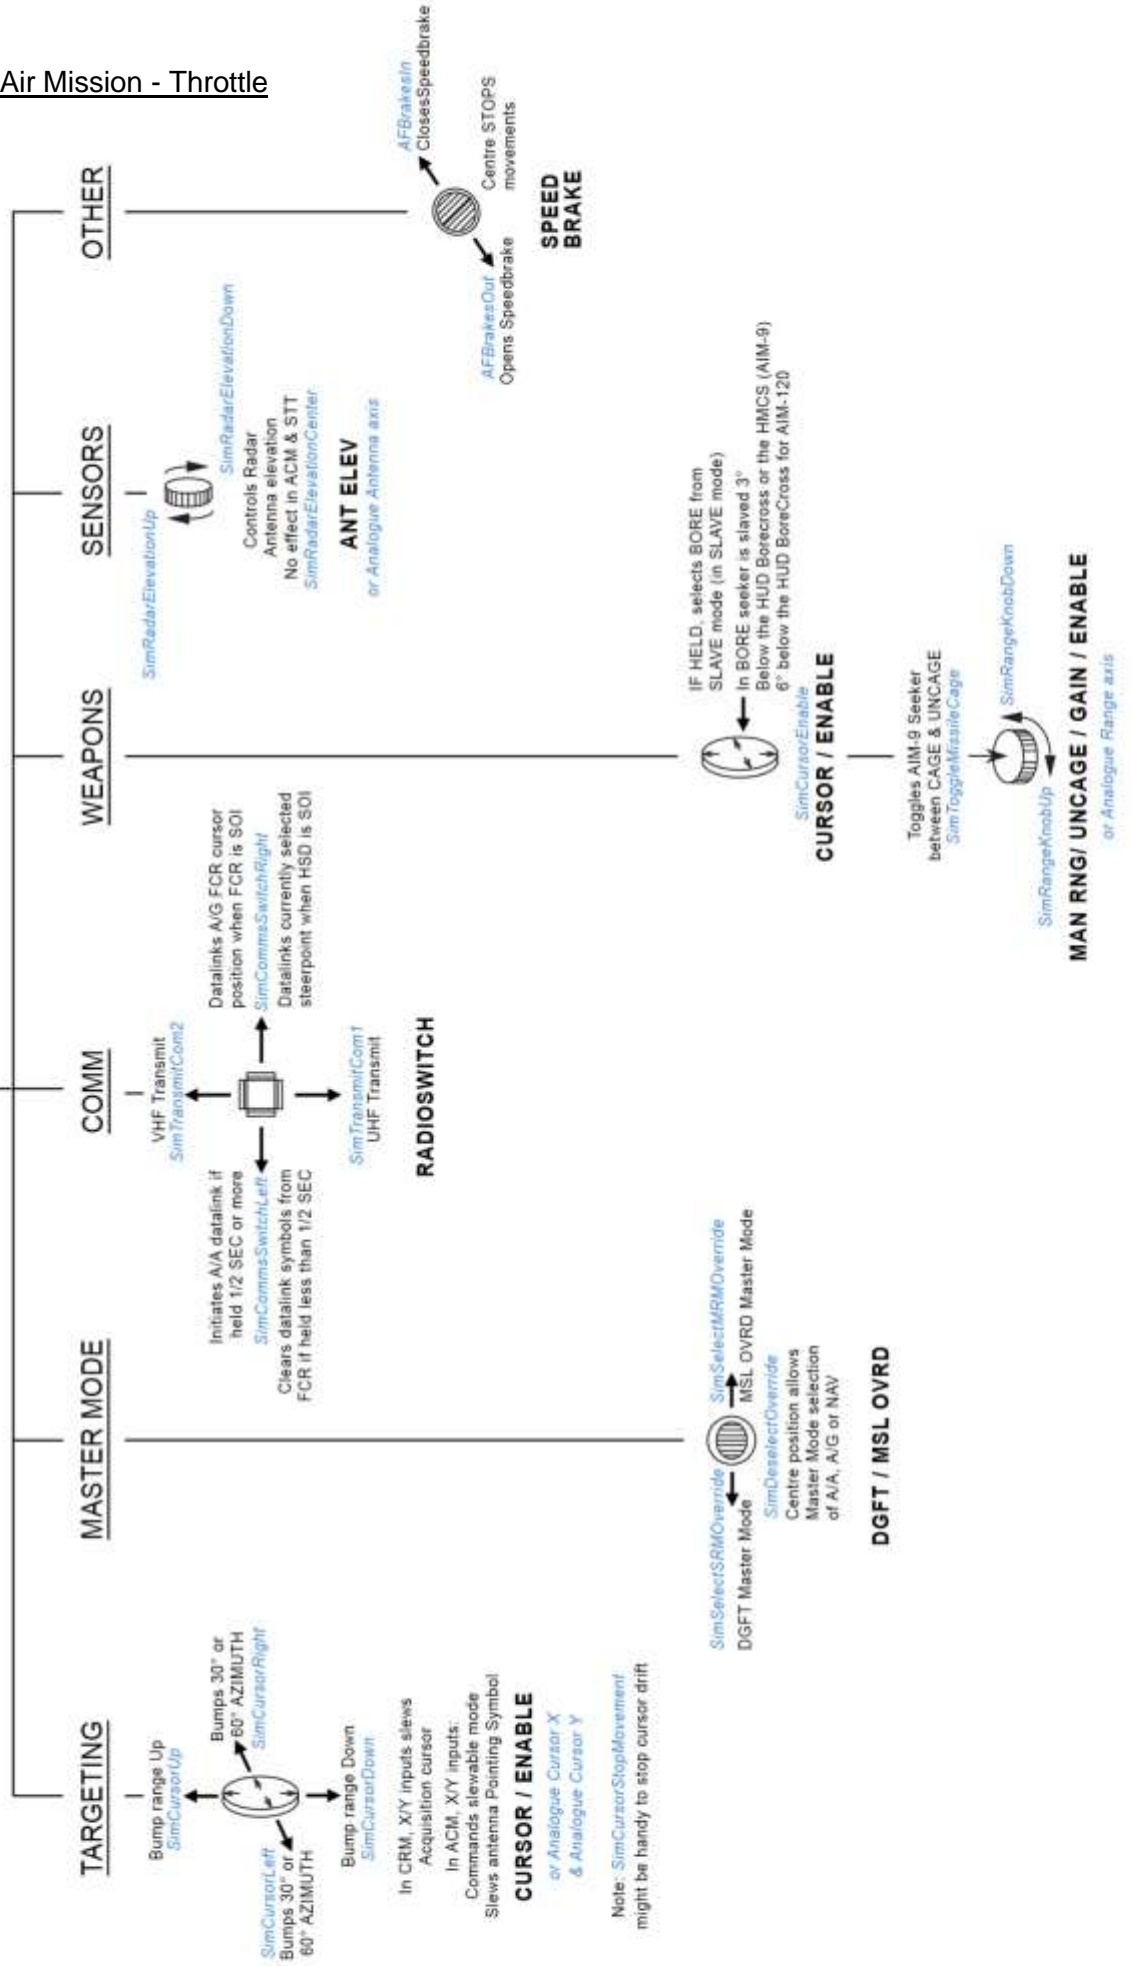 Air Mission - Throttle
TARGETING
Bump range Up
SimCursorUp
SimCursorLeft
Bumps 30° or
60° AZIMUTH
Bumps 30° or
60° AZIMUTH
SimCursorRight
Bump range Down
SimCursorDown
In CRM, X/Y inputs slews
Acquisition cursor
In ACM, X/Y inputs:
Commands slewable mode
Slews antenna Pointing Symbol
CURSOR / ENABLE
or Analogue Cursor X
& Analogue Cursor Y
Note: SimCursorStopMovement
might be handy to stop cursor drift
MASTER MODE
SimSelectSRMOverride
DGFT Master Mode
SimSelectMRMOverride
MSL OVRD Master Mode
SimDeselectOverride
Centre position allows
Master Mode selection
of A/A, A/G or NAV
DGFT / MSL OVRD
COMM
VHF Transmit
SimTransmitCom2
Initiates A/A datalink if
held 1/2 SEC or more
SimCommsSwitchLeft
Clears datalink symbols from
FCR if held less than 1/2 SEC
Datalinks A/G FCR cursor
position when FCR is SOI
SimCommsSwitchRight
Datalinks currently selected
steerpoint when HSD is SOI
SimTransmitCom1
UHF Transmit
RADIOSWITCH
WEAPONS
IF HELD, selects BORE from
SLAVE mode (in SLAVE mode)
In BORE seeker is slaved 3°
Below the HUD Borecross or the HMCS (AIM-9)
6° below the HUD BoreCross for AIM-120
SimCursorEnable
CURSOR / ENABLE
Toggles AIM-9 Seeker
between CAGE & UNCAGE
SimToggleMissileCage
SimRangeKnobUp
SimRangeKnobDown
MAN RNG/ UNCAGE / GAIN / ENABLE
or Analogue Range axis
SENSORS
SimRadarElevationUp
SimRadarElevationDown
Controls Radar
Antenna elevation
No effect in ACM & STT
SimRadarElevationCenter
ANT ELEV
or Analogue Antenna axis
OTHER
AFBrakesIn
ClosesSpeedbrake
Centre STOPS
movements
AFBrakesOut
Opens Speedbrake
SPEED
BRAKE